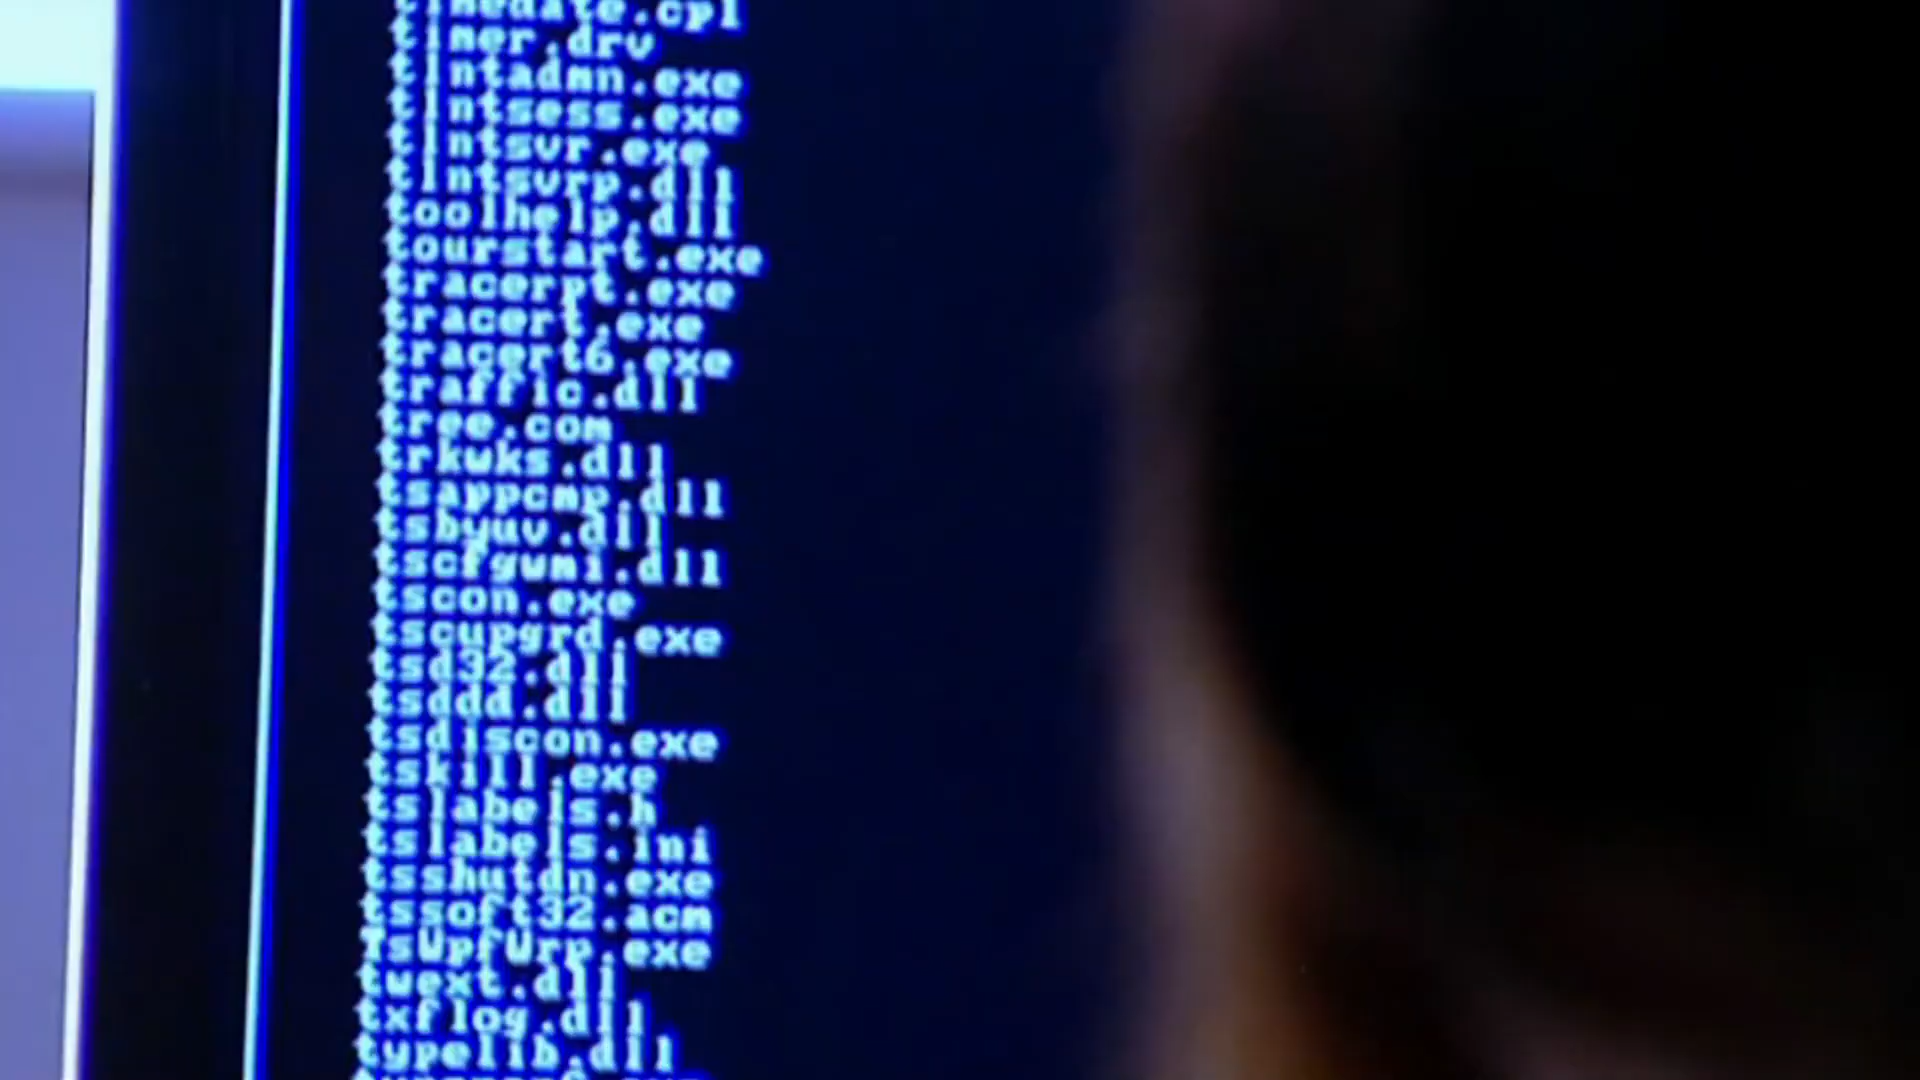 timedate.cpl
timer.drv
tlntadmn.exe
tlntsess.exe
tlntsvr.exe
tlntsvrp.dll
toolhelp.dll
tourstart.exe
tracerpt.exe
tracert.exe
tracert6.exe
traffic.dll
tree.com
trkwks.dll
tsappcmp.dll
tsbyuv.dll
tscfgwmi.dll
tscon.exe
tscupgrd.exe
tsd32.dll
tsddd.dll
tsdiscon.exe
tskill.exe
tslabels.h
tslabels.ini
tsshutdn.exe
tssoft32.acm
TsWpfWrp.exe
twext.dll
txflog.dll
typelib.dll